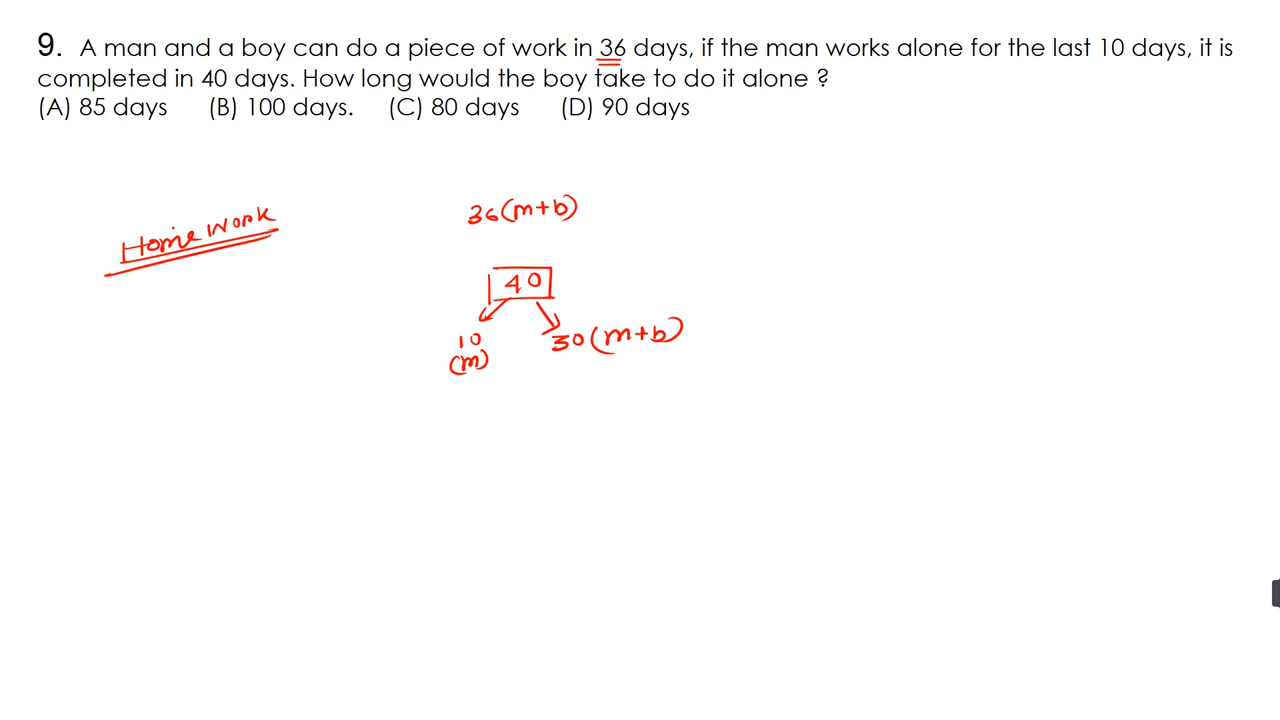 9. A man and a boy can do a piece of work in 36 days, if the man works alone for the last 10 days, it is
completed in 40 days. How long would the boy take to do it alone ?
(A) 85 days (B) 100 days. (C) 80 days (D) 90 days
Home Work
36(m+b)
40
10
(m)
30(m+b)